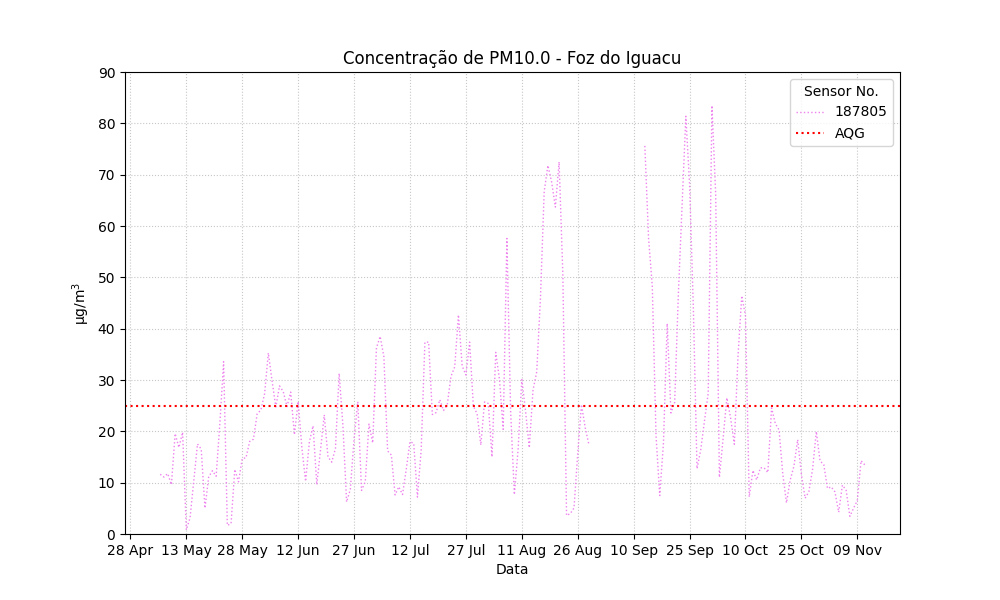 Concentração de PM10.0 - Foz do Iguacu
90
80
70
60
50
40
30
20
10
0
µg/m³
Sensor No.
187805
AQG
28 Apr 13 May 28 May 12 Jun 27 Jun 12 Jul 27 Jul 11 Aug 26 Aug 10 Sep 25 Sep 10 Oct 25 Oct 09 Nov
Data